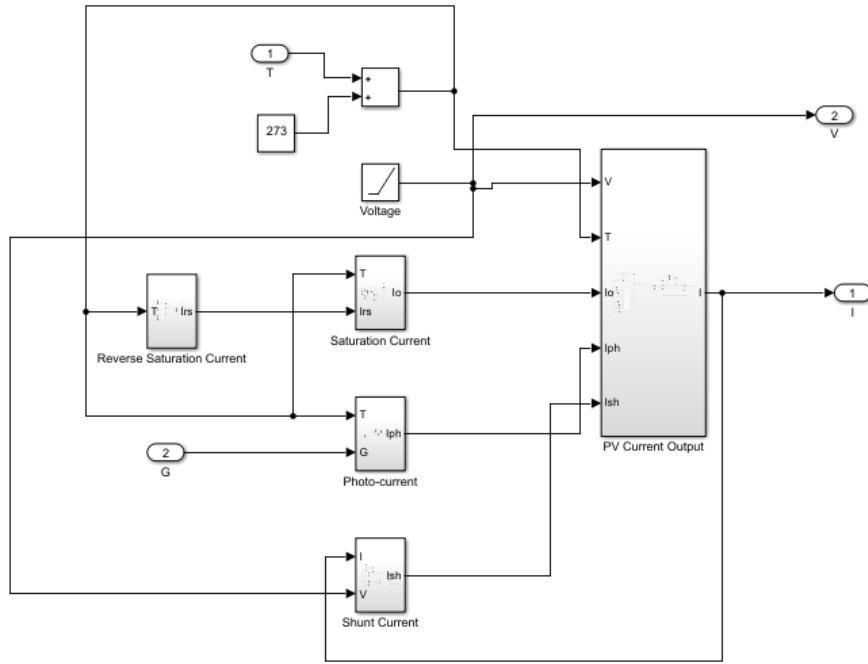 1
T
+
+
273
2
V
Voltage
V
T
Io
Iph
Ish
I
1
I
T
Irs
Reverse Saturation Current
T
Irs
Io
Saturation Current
T
G
Iph
Photo-current
2
G
PV Current Output
I
V
Ish
Shunt Current